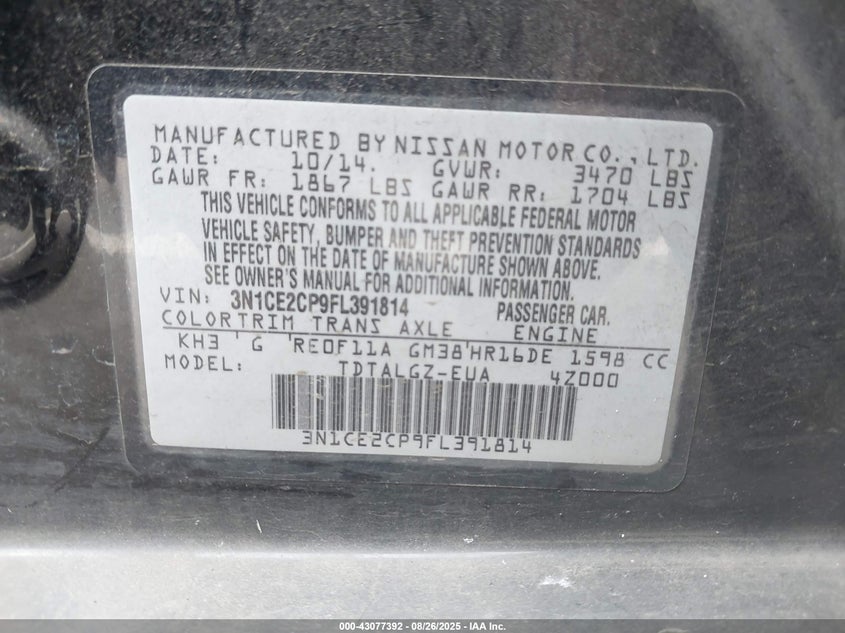 MANUFACTURED BY NISSAN MOTOR CO., LTD.
DATE: 10/14. GVWR: 3470 LBS
GAWR FR: 1867 LBS GAWR RR: 1704 LBS
THIS VEHICLE CONFORMS TO ALL APPLICABLE FEDERAL MOTOR
VEHICLE SAFETY, BUMPER AND THEFT PREVENTION STANDARDS
IN EFFECT ON THE DATE OF MANUFACTURE SHOWN ABOVE.
SEE OWNER'S MANUAL FOR ADDITIONAL INFORMATION.
VIN: 3N1CE2CP9FL391814 PASSENGER CAR.
COLORTRIM TRANS AXLE ENGINE
KH3 'G 'RE0F11A GM38'HR16DE 1598 CC
MODEL: TDTALGZ-EUA 4Z000
3N1CE2CP9FL391814
000-43077392 - 08/26/2025 - IAA Inc.